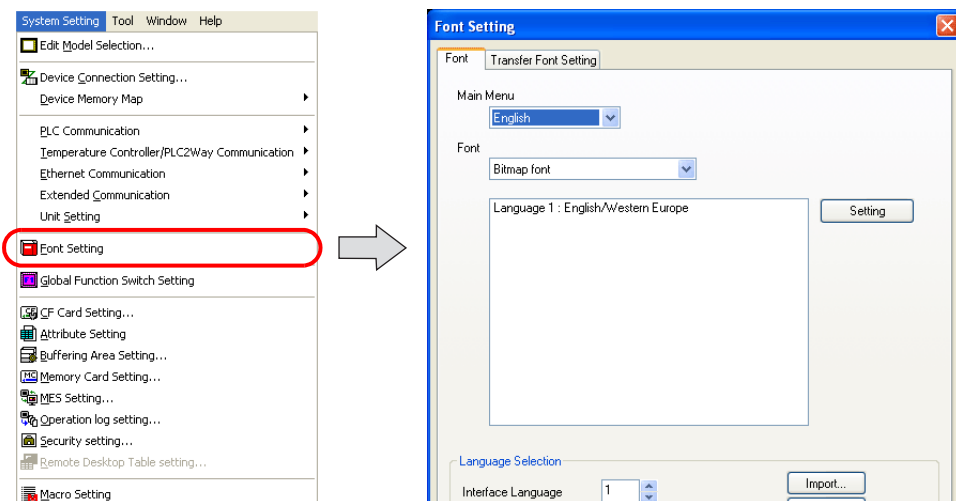 System Setting Tool Window Help
Edit Model Selection...
Device Connection Setting...
Device Memory Map
PLC Communication
Temperature Controller/PLC2Way Communication
Ethernet Communication
Extended Communication
Unit Setting
Font Setting
Global Function Switch Setting
CF Card Setting...
Attribute Setting
Buffering Area Setting...
Memory Card Setting...
MES Setting...
Operation log setting...
Security setting...
Remote Desktop Table setting...
Macro Setting
Font Setting
Font Transfer Font Setting
Main Menu
English
Font
Bitmap font
Language 1 : English/Western Europe
Setting
Language Selection
Interface Language 1
Import...